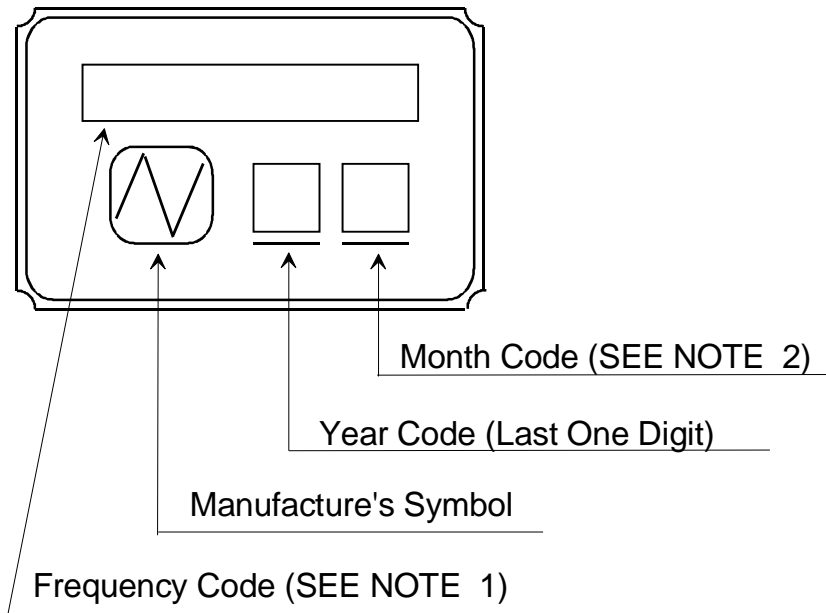 Month Code (SEE NOTE 2)
Year Code (Last One Digit)
Manufacture's Symbol
Frequency Code (SEE NOTE 1)